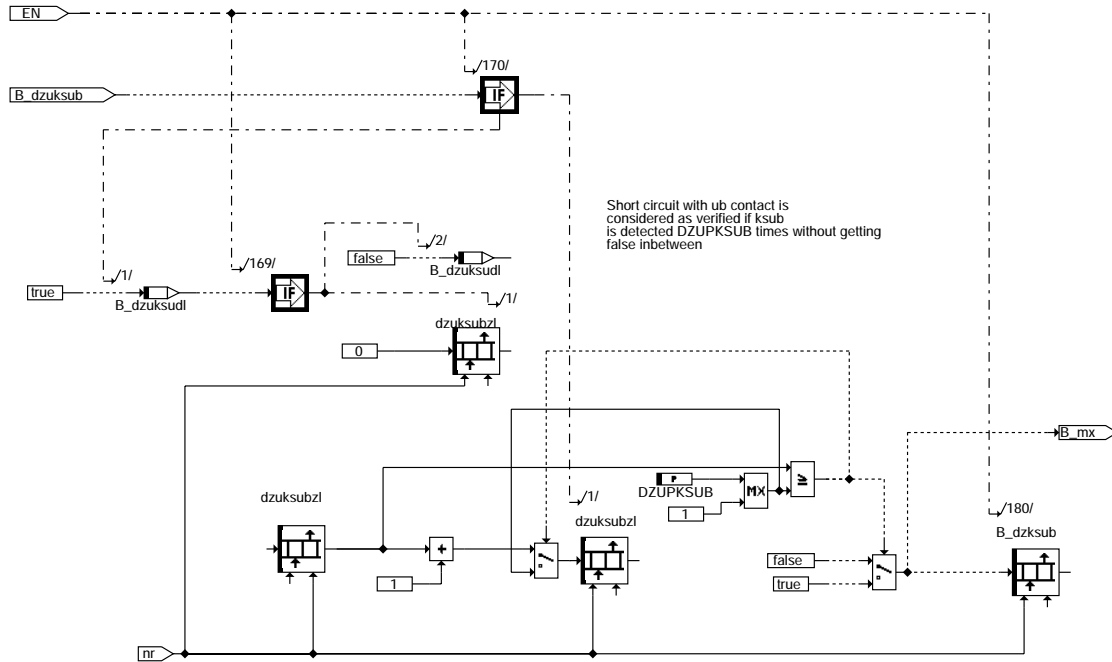 EN
/170/
B_dzuksub
IF
Short circuit with ub contact is
considered as verified if ksub
is detected DZUPKSUB times without getting
false inbetween
/2/
/169/
false
B_dzuksudl
/1/
true
IF
B_dzuksudl
/1/
dzuksubzl
0
B_mx
P
DZUPKSUB
MX
≥
dzuksubzl
/1/
1
/180/
dzuksubzl
B_dzksub
+
false
1
true
nr